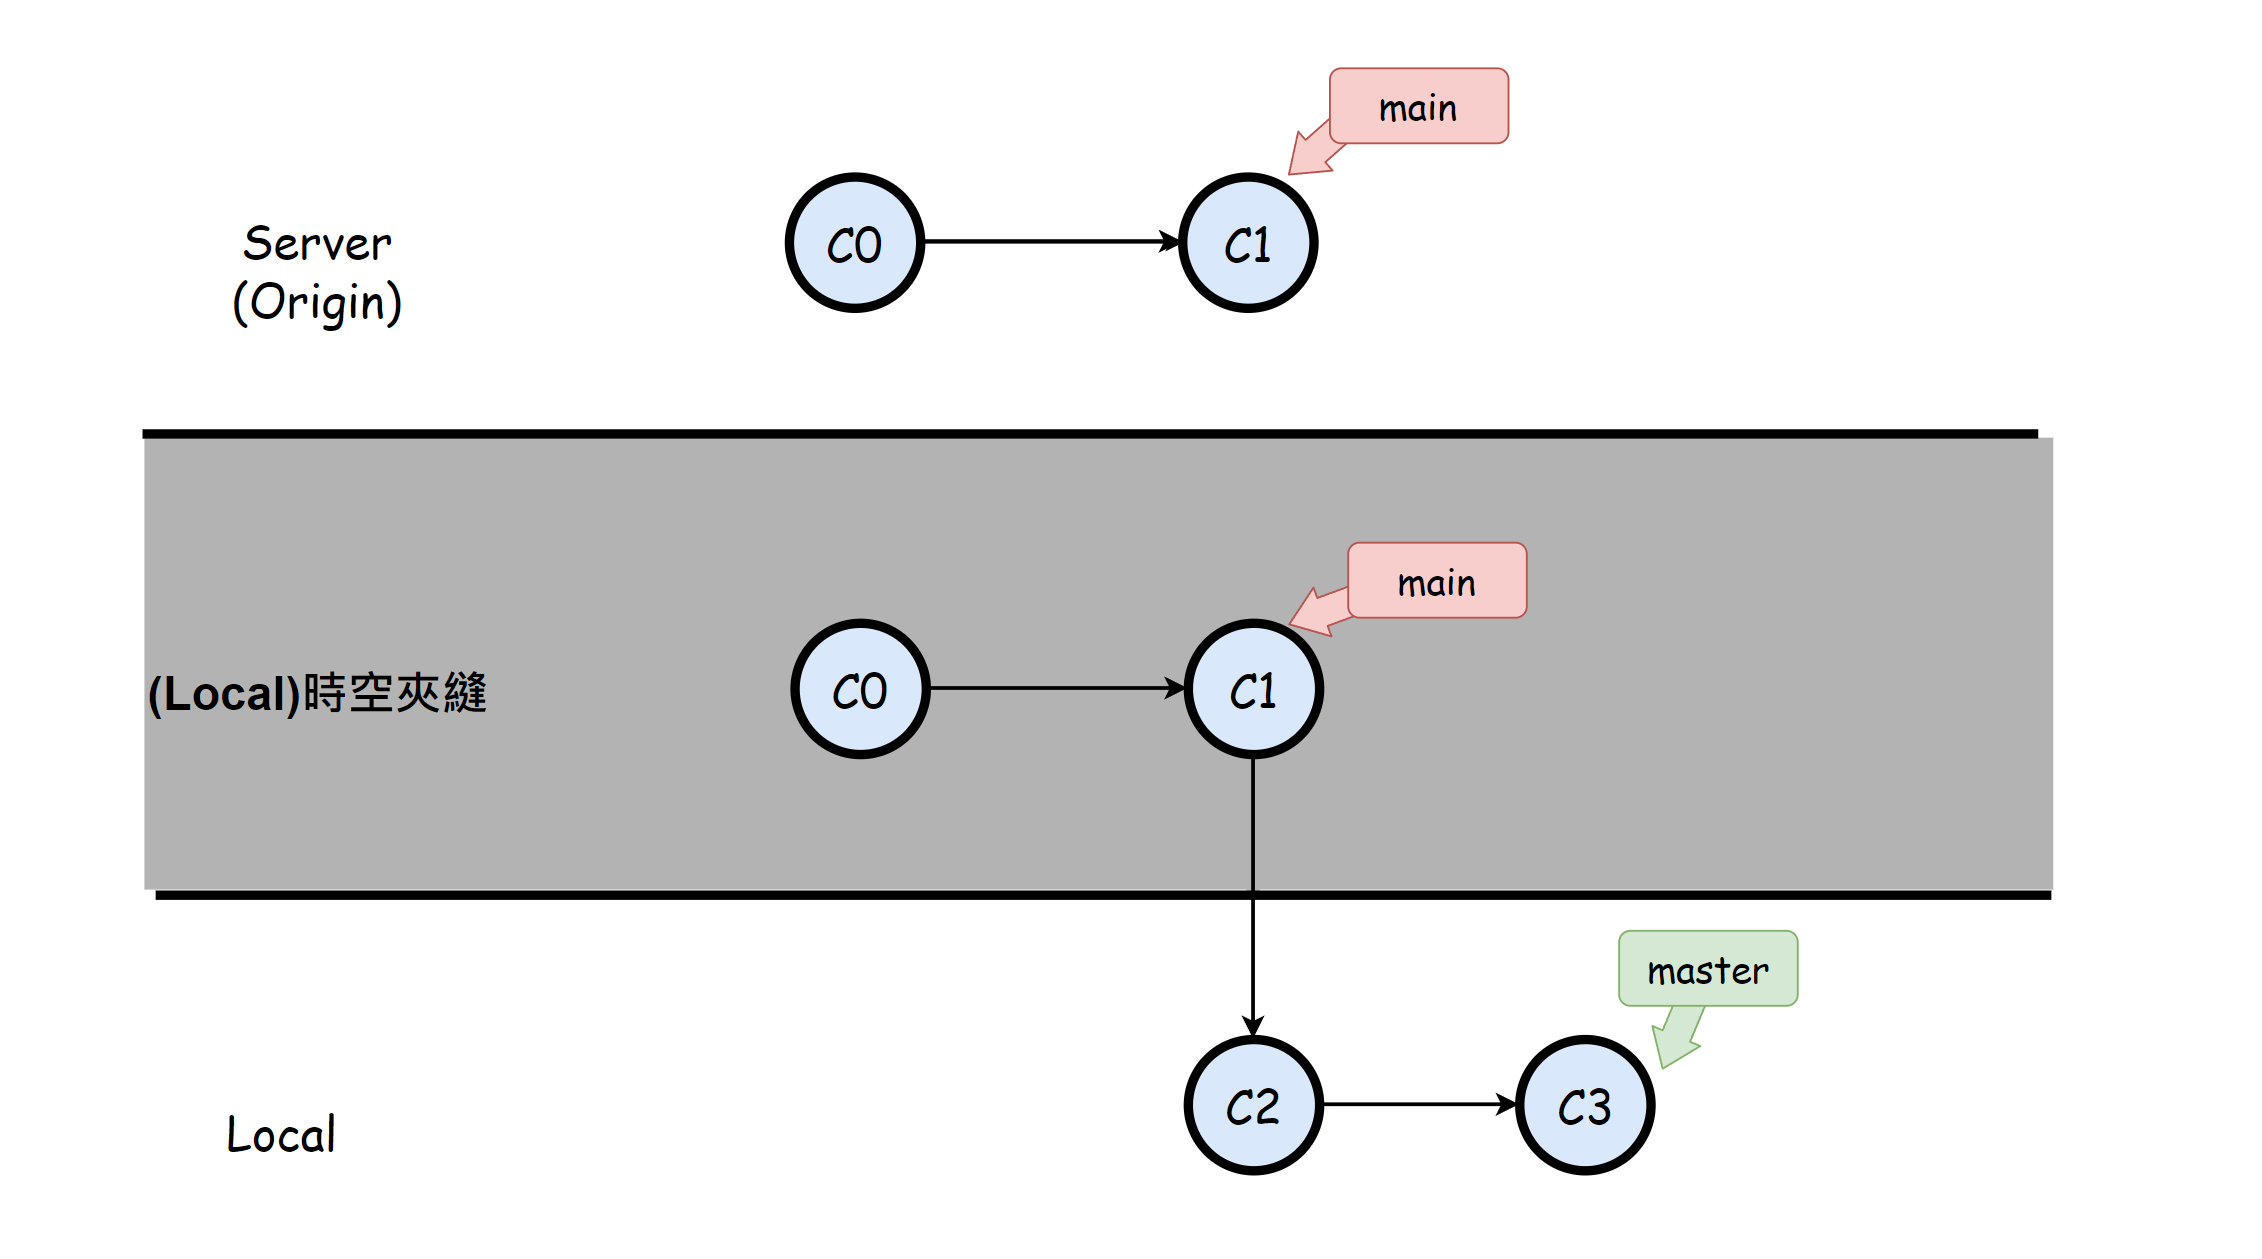 main
C0
C1
Server
(Origin)
main
(Local)時空夾縫
C0
C1
master
C2
C3
Local